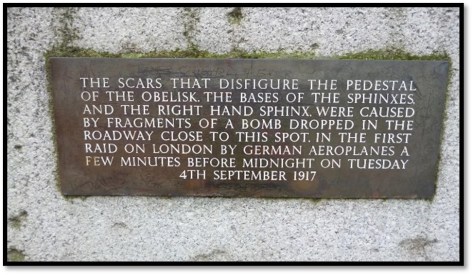 THE SCARS THAT DISFIGURE THE PEDESTAL
OF THE OBELISK, THE BASES OF THE SPHINXES,
AND THE RIGHT HAND SPHINX, WERE CAUSED
BY FRAGMENTS OF A BOMB DROPPED IN THE
ROADWAY CLOSE TO THIS SPOT, IN THE FIRST
RAID ON LONDON BY GERMAN AEROPLANES A
FEW MINUTES BEFORE MIDNIGHT ON TUESDAY
4TH SEPTEMBER 1917